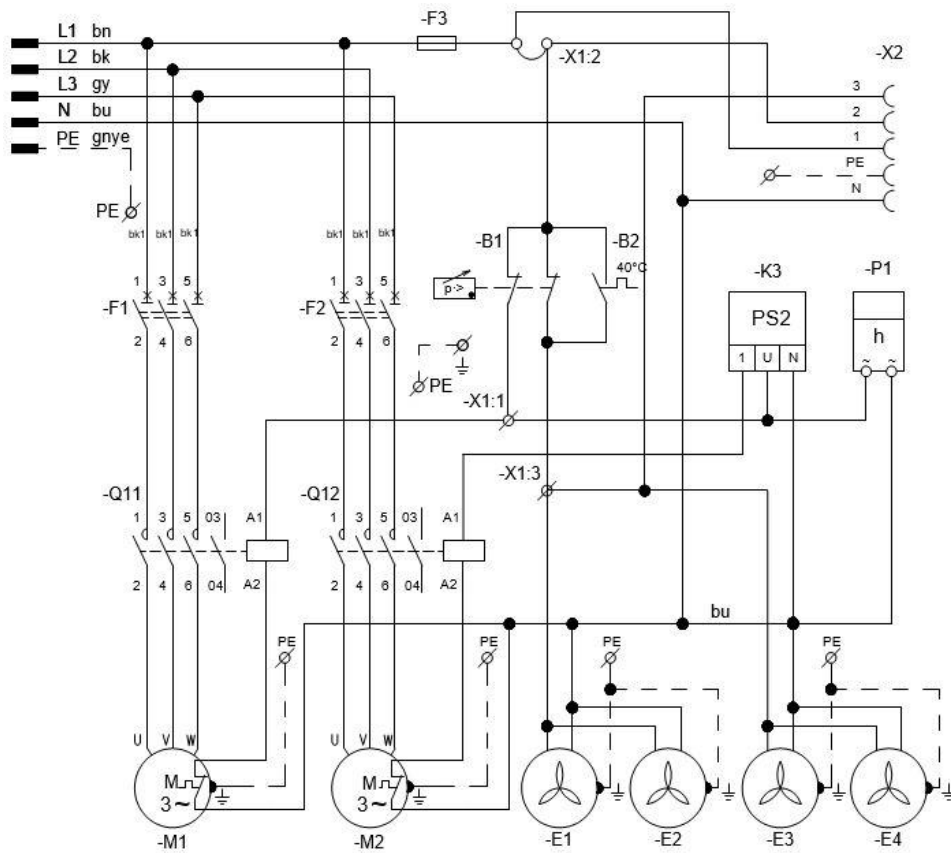 L1 bn
L2 bk
L3 gy
N bu
PE gnye
-F3
-X1:2
-X2
3
2
1
PE
N
PE
bk1 bk1 bk1
bk1 bk1 bk1
-B1
-B2
40°C
p->
-K3
PS2
1 U N
-P1
h
~ ~
1 3 5
-F1
2 4 6
1 3 5
-F2
2 4 6
PE
-X1:1
-X1:3
-Q11
1 3 5 03 A1
2 4 6 04 A2
-Q12
1 3 5 03 A1
2 4 6 04 A2
bu
PE
PE
PE
PE
U V W
M
3 ~
-M1
U V W
M
3 ~
-M2
-E1
-E2
-E3
-E4